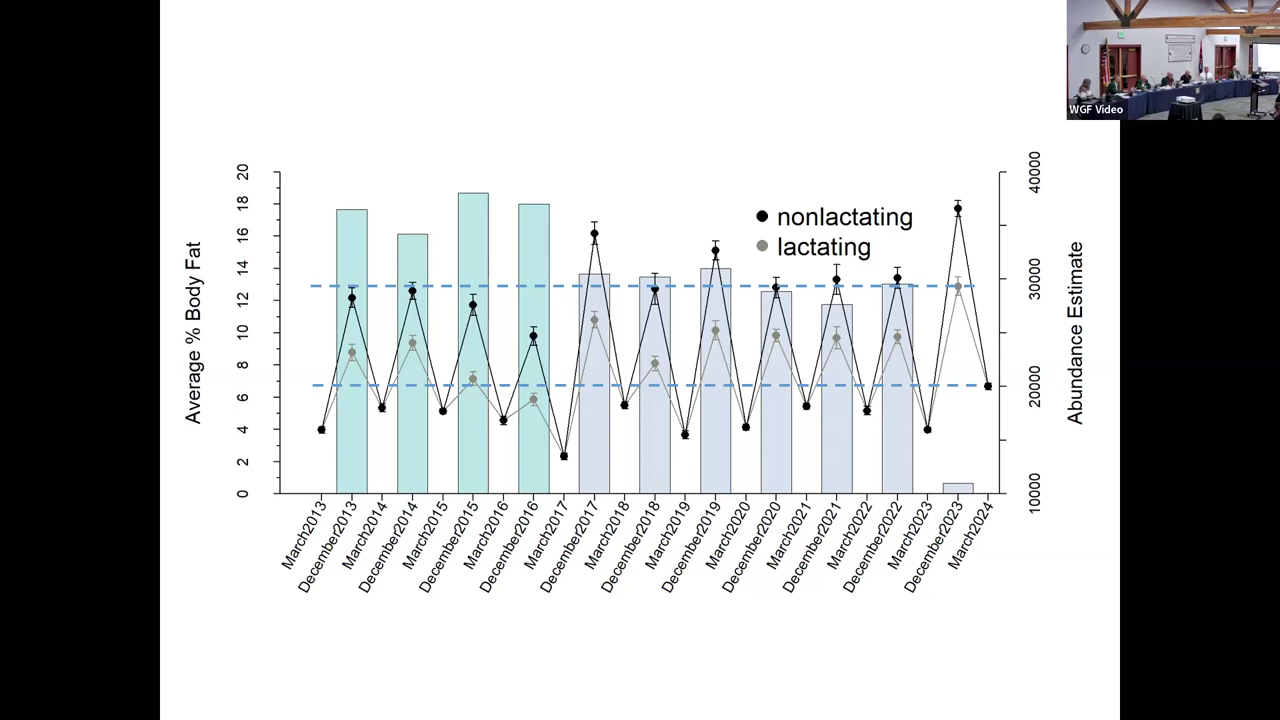 WGF Video
nonlactating
lactating
Average % Body Fat
0
2
4
6
8
10
12
14
16
18
20
Abundance Estimate
10000
20000
30000
40000
March2013
December2013
March2014
December2014
March2015
December2015
March2016
December2016
March2017
December2017
March2018
December2018
March2019
December2019
March2020
December2020
March2021
December2021
March2022
December2022
March2023
December2023
March2024